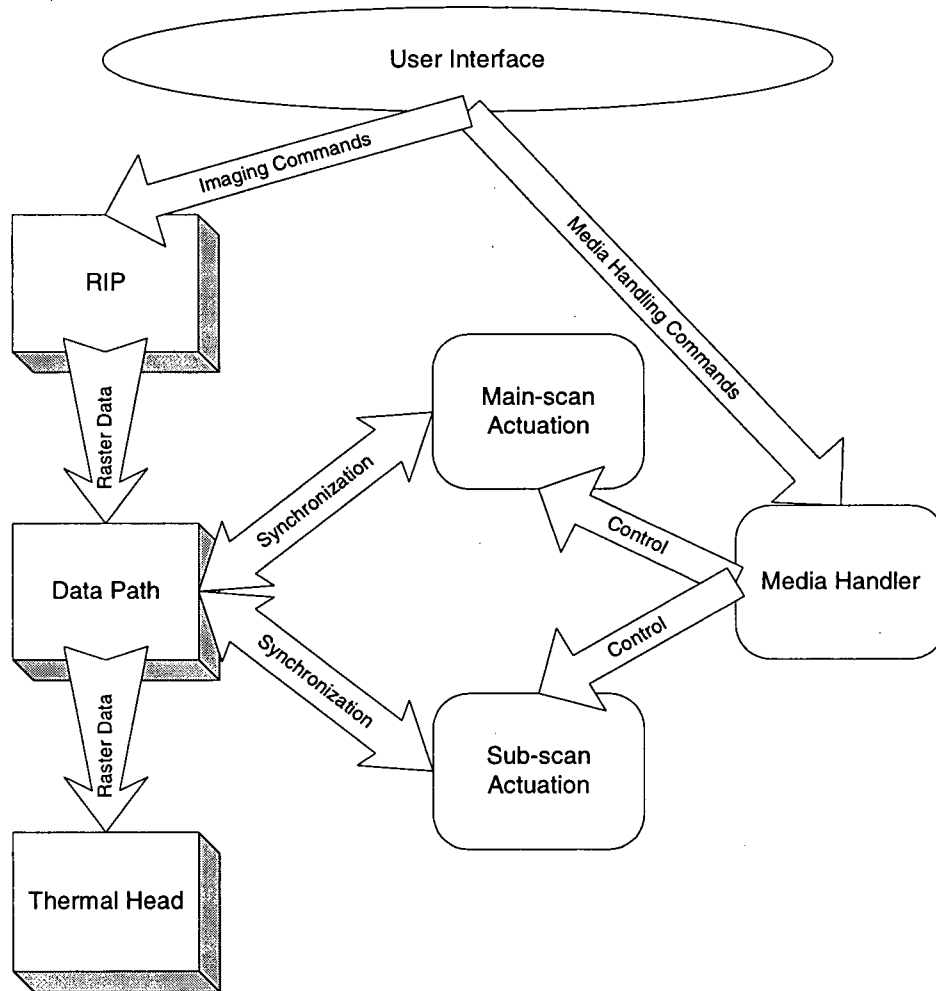 User Interface
Imaging Commands
Media Handling Commands
RIP
Raster Data
Main-scan
Actuation
Synchronization
Control
Data Path
Media Handler
Control
Synchronization
Raster Data
Sub-scan
Actuation
Thermal Head